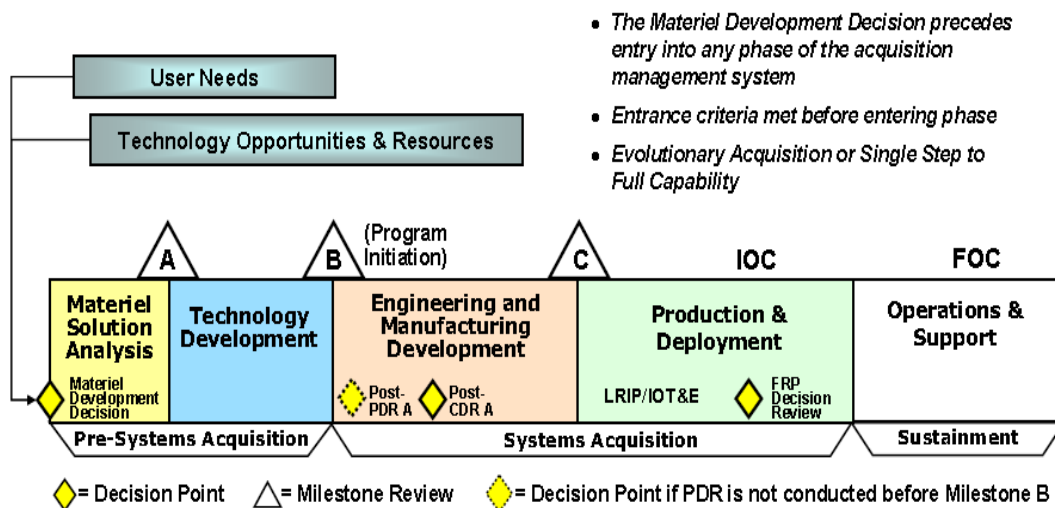 • The Materiel Development Decision precedes
entry into any phase of the acquisition
management system
• Entrance criteria met before entering phase
• Evolutionary Acquisition or Single Step to
Full Capability
User Needs
Technology Opportunities & Resources
A
B
(Program
Initiation)
C
IOC
FOC
Materiel
Solution
Analysis
Technology
Development
Engineering and
Manufacturing
Development
Production &
Deployment
Operations &
Support
Materiel
Development
Decision
Post-
PDR A
Post-
CDR A
LRIP/IOT&E
FRP
Decision
Review
Pre-Systems Acquisition
Systems Acquisition
Sustainment
= Decision Point
= Milestone Review
= Decision Point if PDR is not conducted before Milestone B